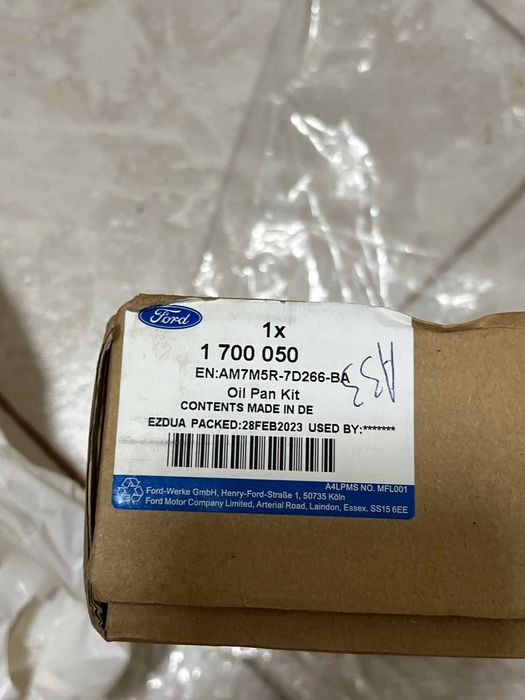 Ford
1x
1 700 050
EN:AM7M5R-7D266-BA
Oil Pan Kit
CONTENTS MADE IN DE
EZDUA PACKED:28FEB2023 USED BY:*******
A4LPMS NO. MFL001
Ford-Werke GmbH, Henry-Ford-Straße 1, 50735 Köln
Ford Motor Company Limited, Arterial Road, Laindon, Essex. SS15 6EE
A33